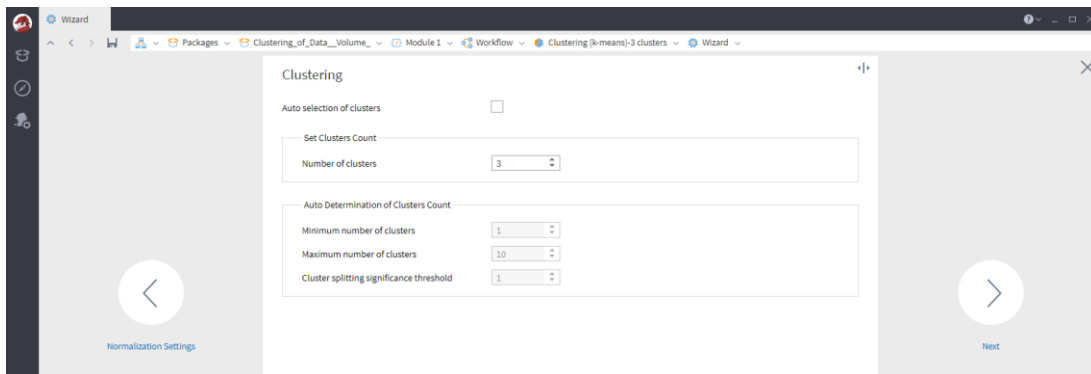 Wizard
Packages Clustering_of_Data__Volume_ Module 1 Workflow Clustering (k-means)-3 clusters Wizard
Clustering
Auto selection of clusters
Set Clusters Count
Number of clusters 3
Auto Determination of Clusters Count
Minimum number of clusters 1
Maximum number of clusters 10
Cluster splitting significance threshold 1
Normalization Settings
Next